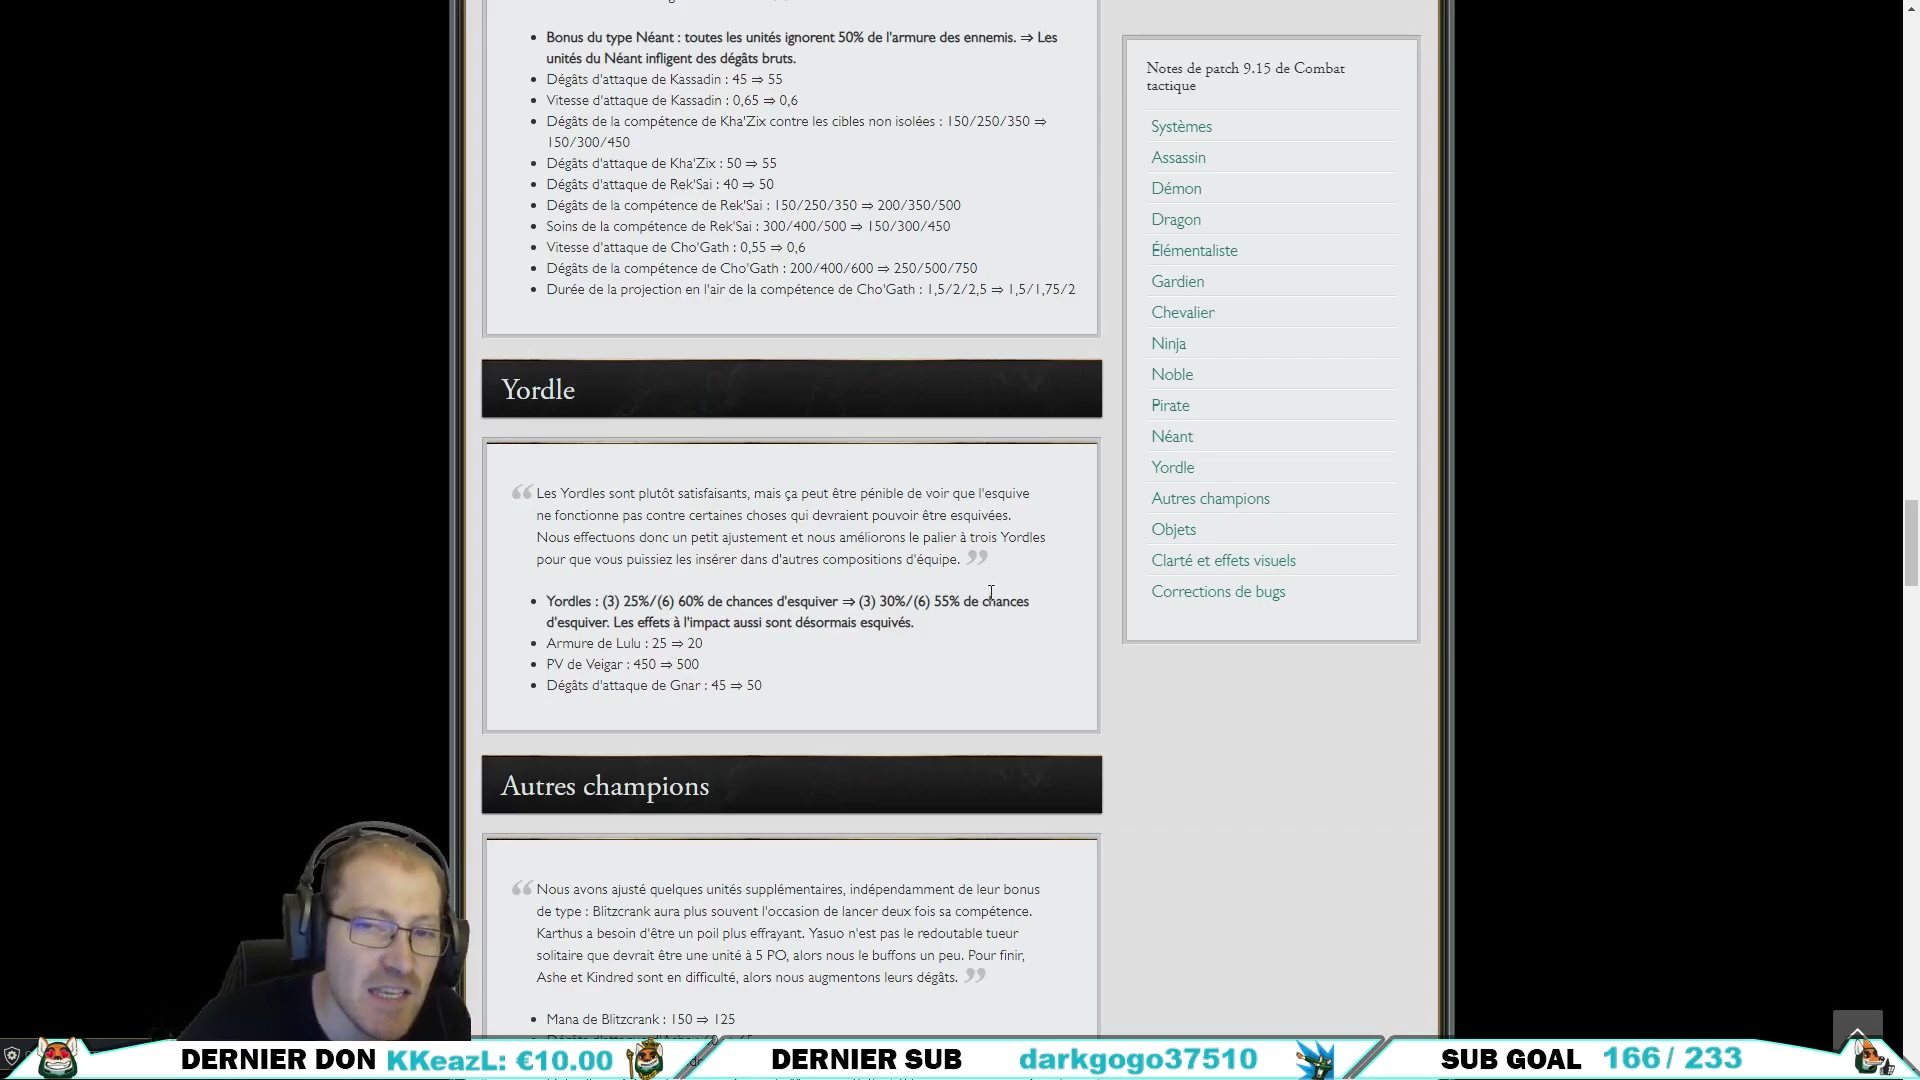 Bonus du type Néant : toutes les unités ignorent 50% de l'armure des ennemis. ⇒ Les
unités du Néant infligent des dégâts bruts.
Dégâts d'attaque de Kassadin : 45 ⇒ 55
Vitesse d'attaque de Kassadin : 0,65 ⇒ 0,6
Dégâts de la compétence de Kha'Zix contre les cibles non isolées : 150/250/350 ⇒
150/300/450
Dégâts d'attaque de Kha'Zix : 50 ⇒ 55
Dégâts d'attaque de Rek'Sai : 40 ⇒ 50
Dégâts de la compétence de Rek'Sai : 150/250/350 ⇒ 200/350/500
Soins de la compétence de Rek'Sai : 300/400/500 ⇒ 150/300/450
Vitesse d'attaque de Cho'Gath : 0,55 ⇒ 0,6
Dégâts de la compétence de Cho'Gath : 200/400/600 ⇒ 250/500/750
Durée de la projection en l'air de la compétence de Cho'Gath : 1,5/2/2,5 ⇒ 1,5/1,75/2
Yordle
“ Les Yordles sont plutôt satisfaisants, mais ça peut être pénible de voir que l'esquive
ne fonctionne pas contre certaines choses qui devraient pouvoir être esquivées.
Nous effectuons donc un petit ajustement et nous améliorons le palier à trois Yordles
pour que vous puissiez les insérer dans d'autres compositions d'équipe. ”
Yordles : (3) 25%/(6) 60% de chances d'esquiver ⇒ (3) 30%/(6) 55% de chances
d'esquiver. Les effets à l'impact aussi sont désormais esquivés.
Armure de Lulu : 25 ⇒ 20
PV de Veigar : 450 ⇒ 500
Dégâts d'attaque de Gnar : 45 ⇒ 50
Autres champions
“ Nous avons ajusté quelques unités supplémentaires, indépendamment de leur bonus
de type : Blitzcrank aura plus souvent l'occasion de lancer deux fois sa compétence.
Karthus a besoin d'être un poil plus effrayant. Yasuo n'est pas le redoutable tueur
solitaire que devrait être une unité à 5 PO, alors nous le buffons un peu. Pour finir,
Ashe et Kindred sont en difficulté, alors nous augmentons leurs dégâts. ”
Mana de Blitzcrank : 150 ⇒ 125
Notes de patch 9.15 de Combat
tactique
Systèmes
Assassin
Démon
Dragon
Élémentaliste
Gardien
Chevalier
Ninja
Noble
Pirate
Néant
Yordle
Autres champions
Objets
Clarté et effets visuels
Corrections de bugs
DERNIER DON KKeazL: €10.00
DERNIER SUB darkgogo37510
SUB GOAL 166 / 233